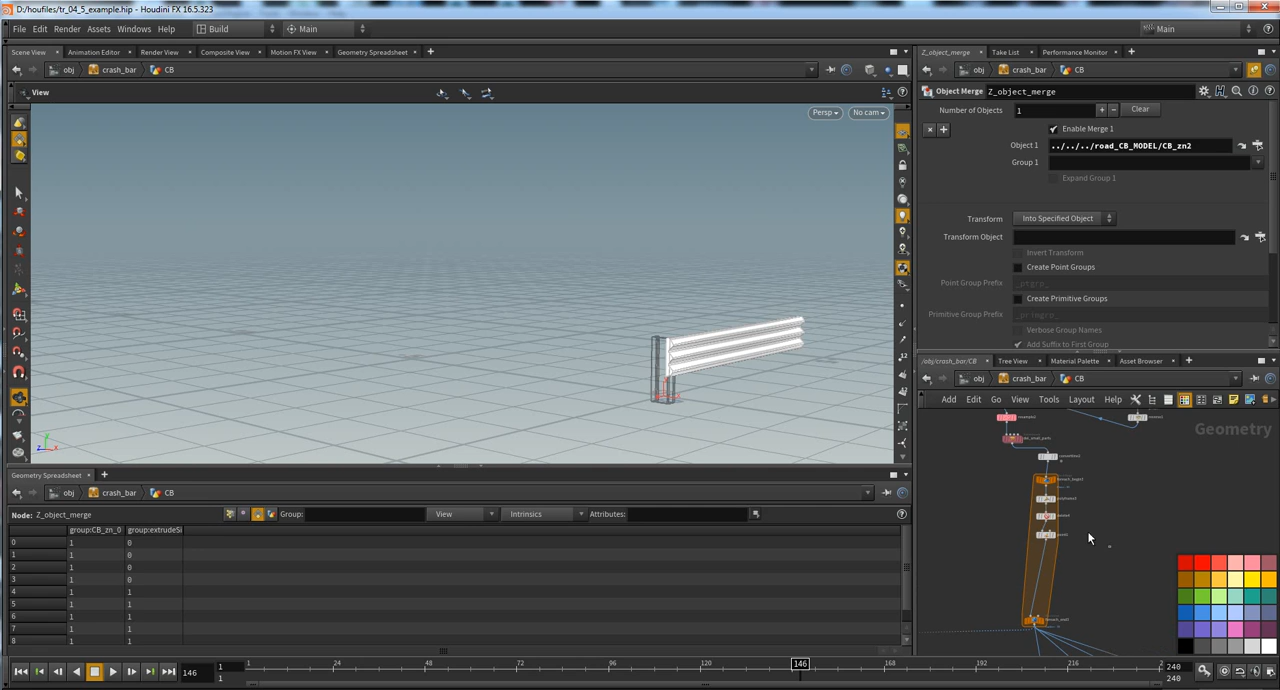 D:/houfiles/tr_04_5_example.hip - Houdini FX 16.5.323
File Edit Render Assets Windows Help Build Main Main
Scene View Animation Editor Render View Composite View Motion FX View Geometry Spreadsheet
obj crash_bar CB
View
Persp No cam
Geometry Spreadsheet
obj crash_bar CB
Node: Z_object_merge Group: View Intrinsics Attributes:
group:CB_zn_0 group:extrudeSi
0 1 0
1 1 0
2 1 0
3 1 0
4 1 1
5 1 1
6 1 1
7 1 1
8 1 1
Z_object_merge Take List Performance Monitor
obj crash_bar CB
Object Merge Z_object_merge
Number of Objects 1 Clear
Enable Merge 1
Object 1 ../../../road_CB_MODEL/CB_zn2
Group 1
Expand Group 1
Transform Into Specified Object
Transform Object
Invert Transform
Create Point Groups
Point Group Prefix _ptgrp_
Create Primitive Groups
Primitive Group Prefix _primgrp_
Verbose Group Names
Add Suffix to First Group
/obj/crash_bar/CB Tree View Material Palette Asset Browser
obj crash_bar CB
Add Edit Go View Tools Layout Help
Geometry
146 1 1
1 24 48 72 96 120 146 168 192 216 2
240 240